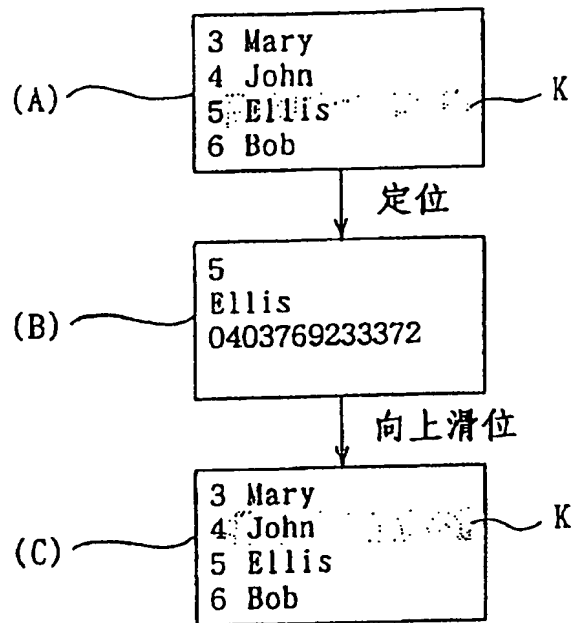 3 Mary
4 John
(A)
5 Ellis
K
6 Bob
定位
5
Ellis
(B)
0403769233372
向上滑位
3 Mary
4 John
K
(C)
5 Ellis
6 Bob